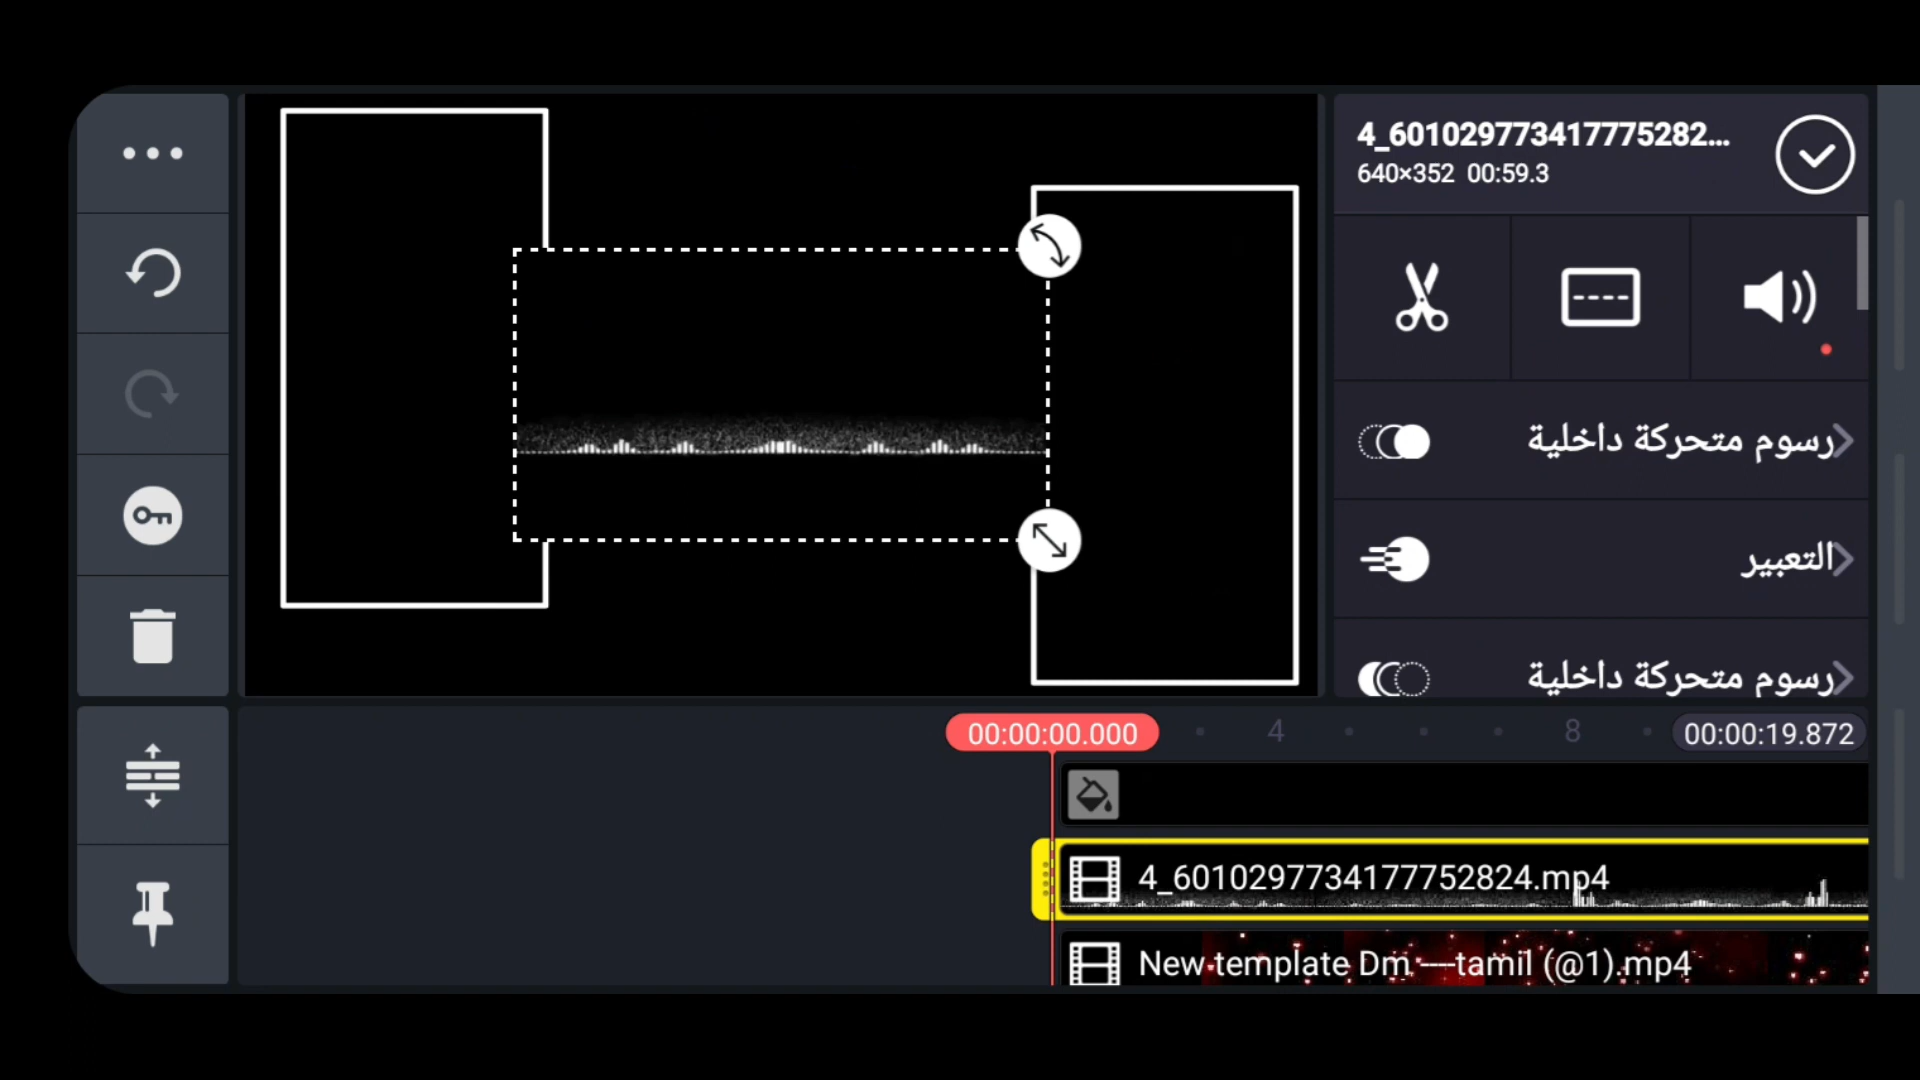 4_601029773417775282...
640×352 00:59.3
رسوم متحركة داخلية
التعبير
رسوم متحركة داخلية
00:00:00.000
4
8
00:00:19.872
4_6010297734177752824.mp4
New template Dm,----tamil (@1).mp4